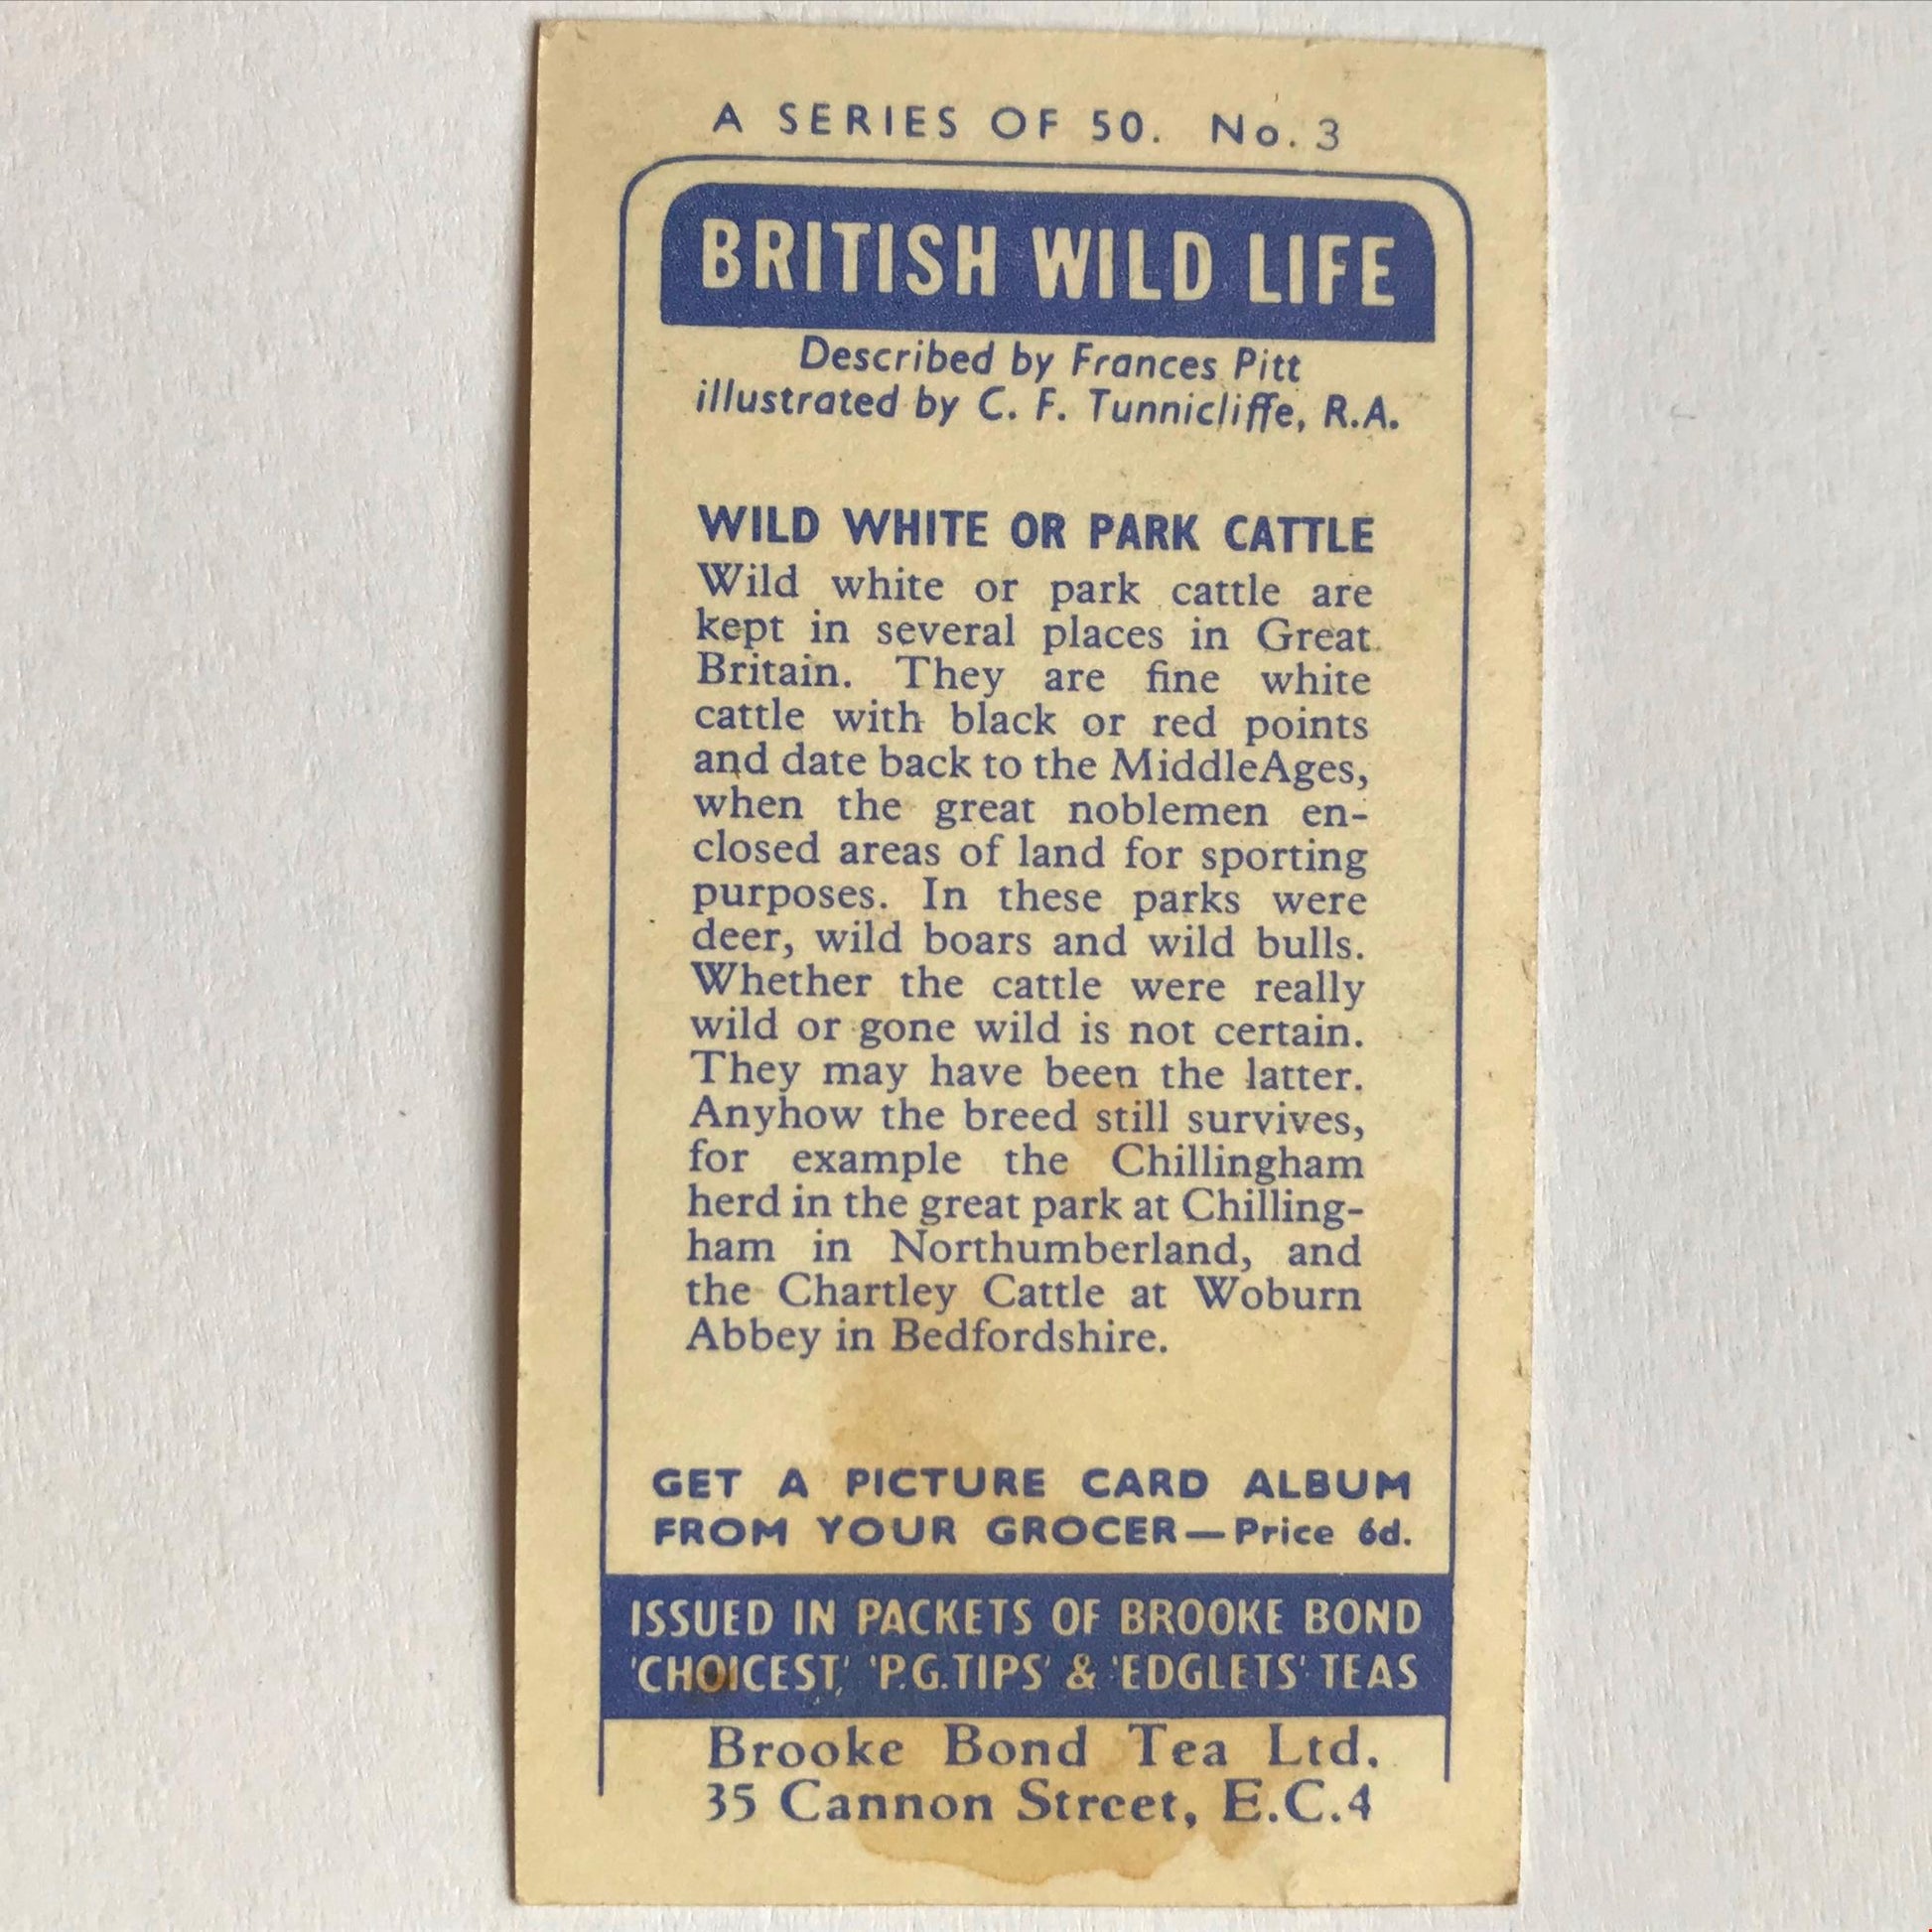 A SERIES OF 50. No. 3
BRITISH WILD LIFE
Described by Frances Pitt
illustrated by C. F. Tunnicliffe, R.A.
WILD WHITE OR PARK CATTLE
Wild white or park cattle are
kept in several places in Great
Britain. They are fine white
cattle with black or red points
and date back to the MiddleAges,
when the great noblemen en-
closed areas of land for sporting
purposes. In these parks were
deer, wild boars and wild bulls.
Whether the cattle were really
wild or gone wild is not certain.
They may have been the latter.
Anyhow the breed still survives,
for example the Chillingham
herd in the great park at Chilling-
ham in Northumberland, and
the Chartley Cattle at Woburn
Abbey in Bedfordshire.
GET A PICTURE CARD ALBUM
FROM YOUR GROCER—Price 6d.
ISSUED IN PACKETS OF BROOKE BOND
'CHOICEST,' 'P.G.TIPS' & 'EDGLETS' TEAS
Brooke Bond Tea Ltd.
35 Cannon Street, E.C.4